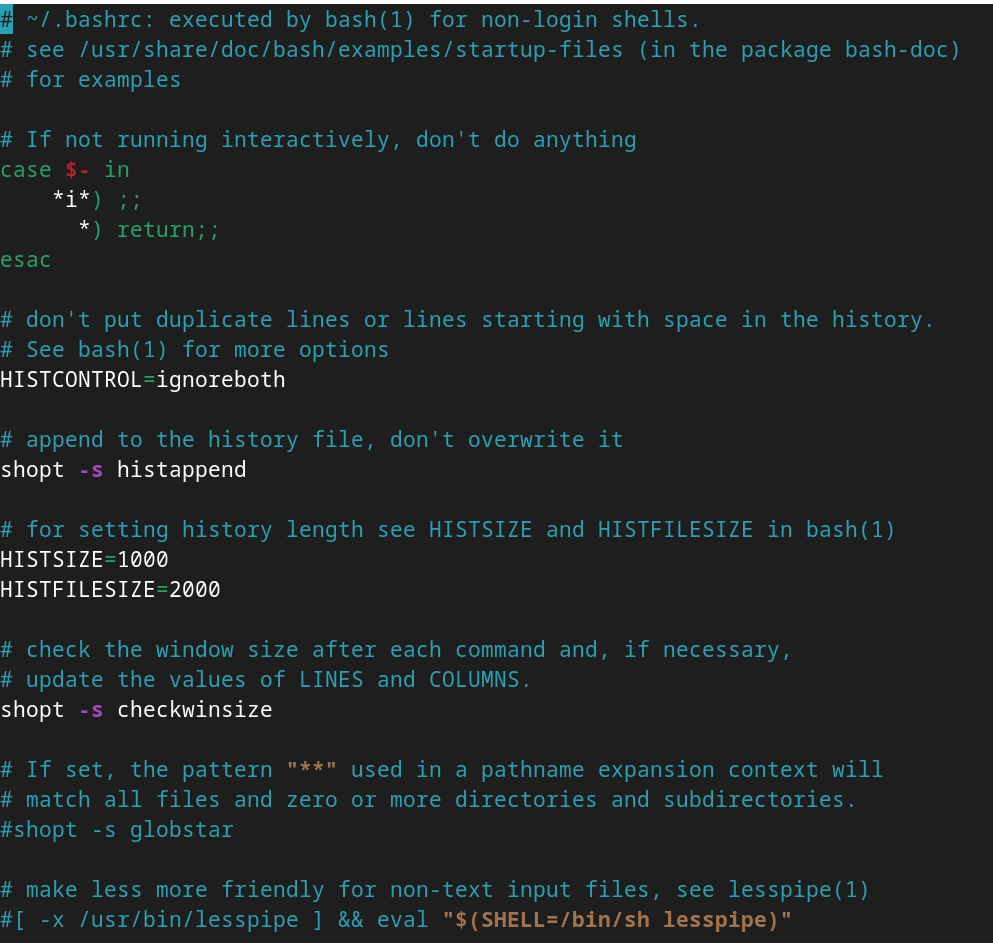 # ~/.bashrc: executed by bash(1) for non-login shells.
# see /usr/share/doc/bash/examples/startup-files (in the package bash-doc)
# for examples

# If not running interactively, don't do anything
case $- in
    *i*) ;;
      *) return;;
esac

# don't put duplicate lines or lines starting with space in the history.
# See bash(1) for more options
HISTCONTROL=ignoreboth

# append to the history file, don't overwrite it
shopt -s histappend

# for setting history length see HISTSIZE and HISTFILESIZE in bash(1)
HISTSIZE=1000
HISTFILESIZE=2000

# check the window size after each command and, if necessary,
# update the values of LINES and COLUMNS.
shopt -s checkwinsize

# If set, the pattern "**" used in a pathname expansion context will
# match all files and zero or more directories and subdirectories.
#shopt -s globstar

# make less more friendly for non-text input files, see lesspipe(1)
#[ -x /usr/bin/lesspipe ] && eval "$(SHELL=/bin/sh lesspipe)"